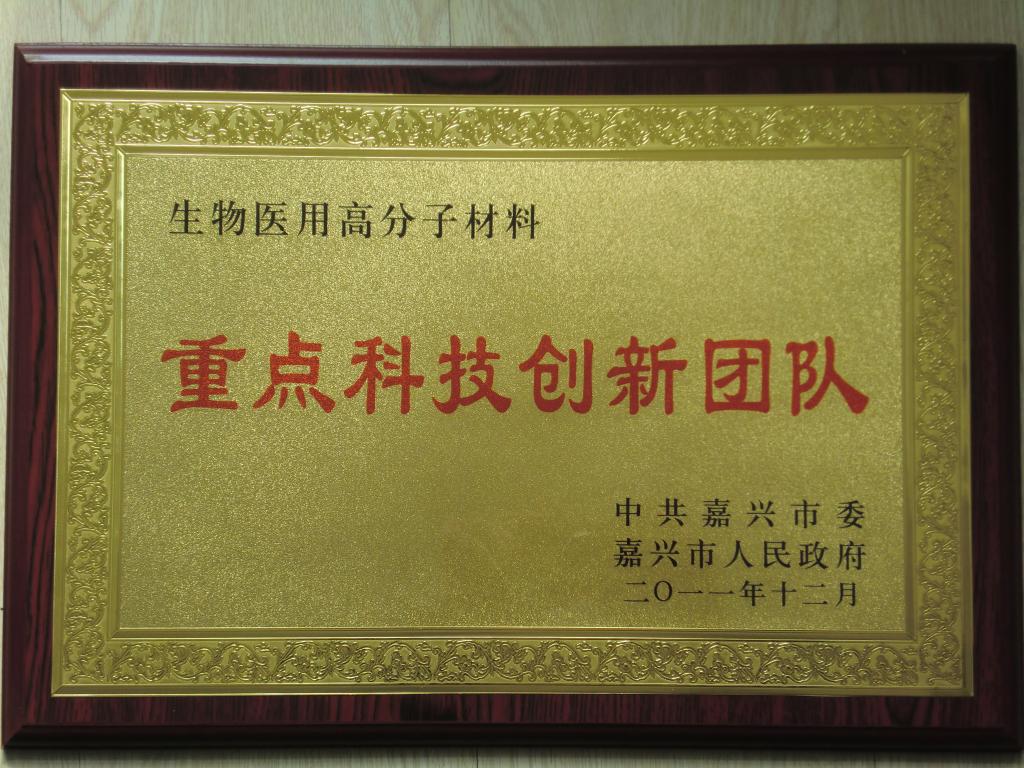 生物医用高分子材料
重点科技创新团队
中共嘉兴市委
嘉兴市人民政府
二〇一一年十二月